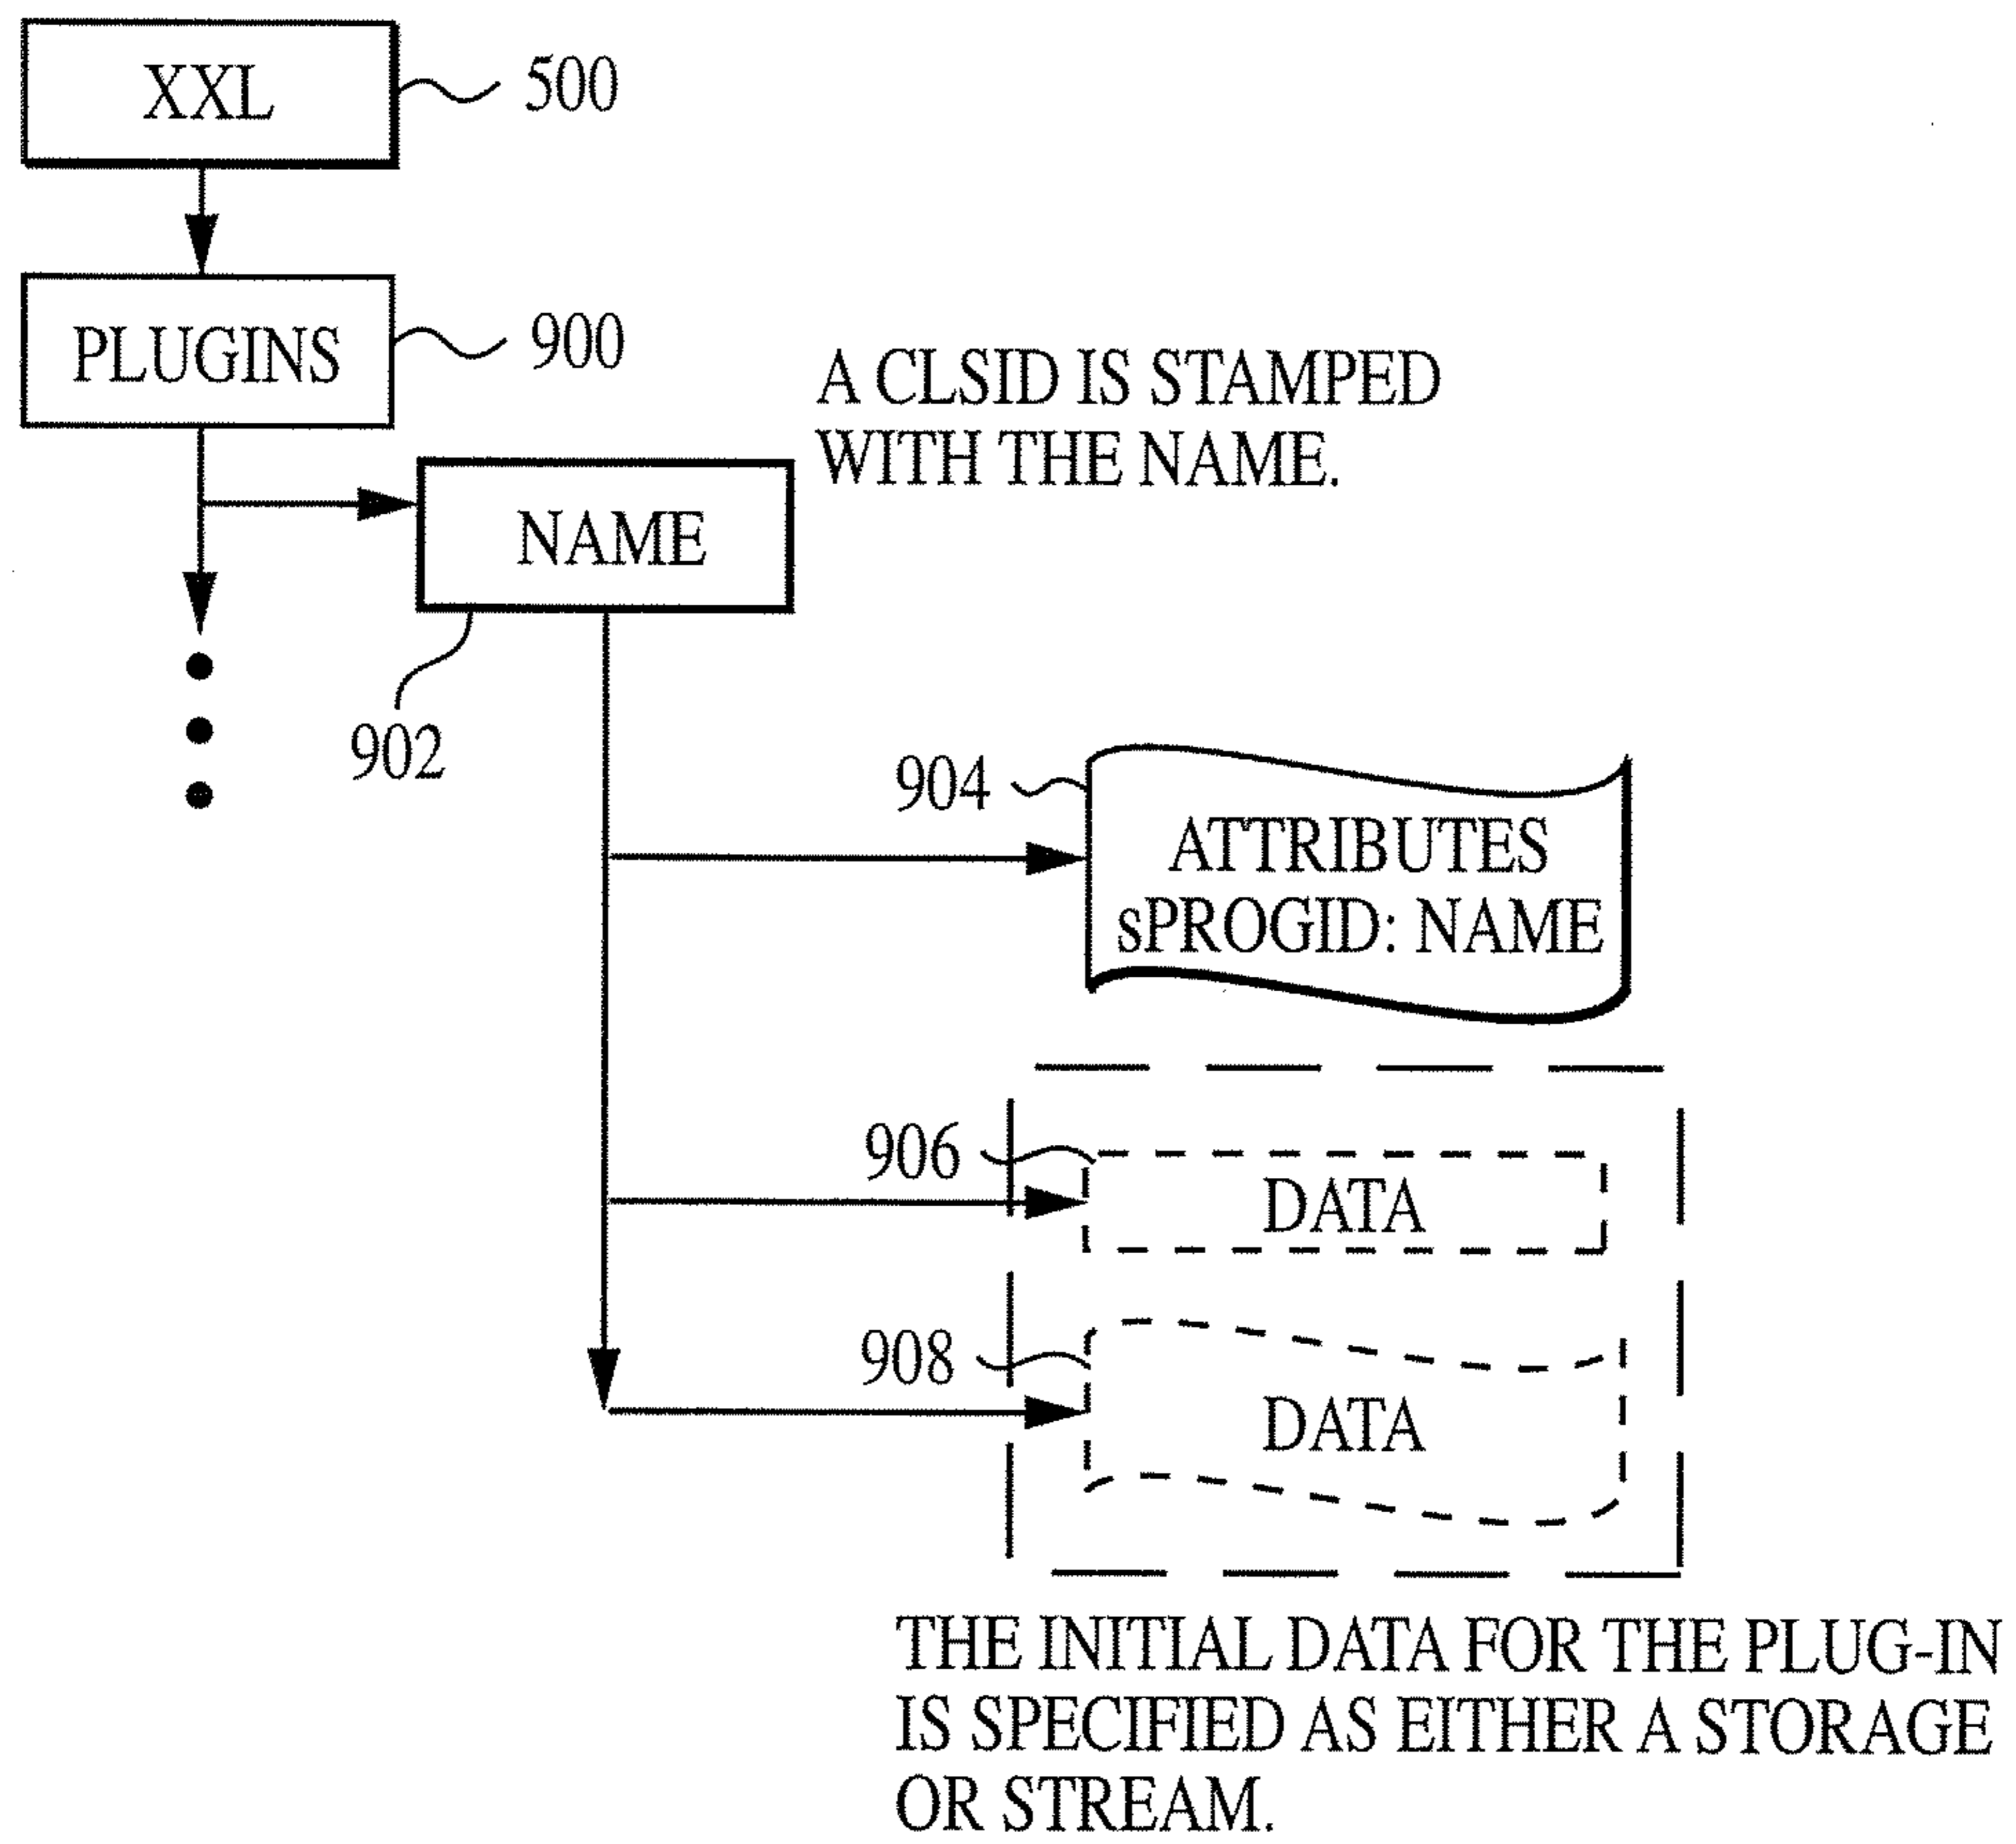 XXL
500
PLUGINS
900
A CLSID IS STAMPED
WITH THE NAME.
NAME
902
904
ATTRIBUTES
sPROGID: NAME
906
DATA
908
DATA
THE INITIAL DATA FOR THE PLUG-IN
IS SPECIFIED AS EITHER A STORAGE
OR STREAM.